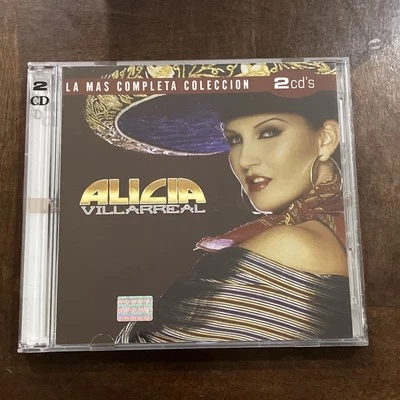 2
CD
LA MAS COMPLETA COLECCION 2cd's
ALICIA
VILLARREAL